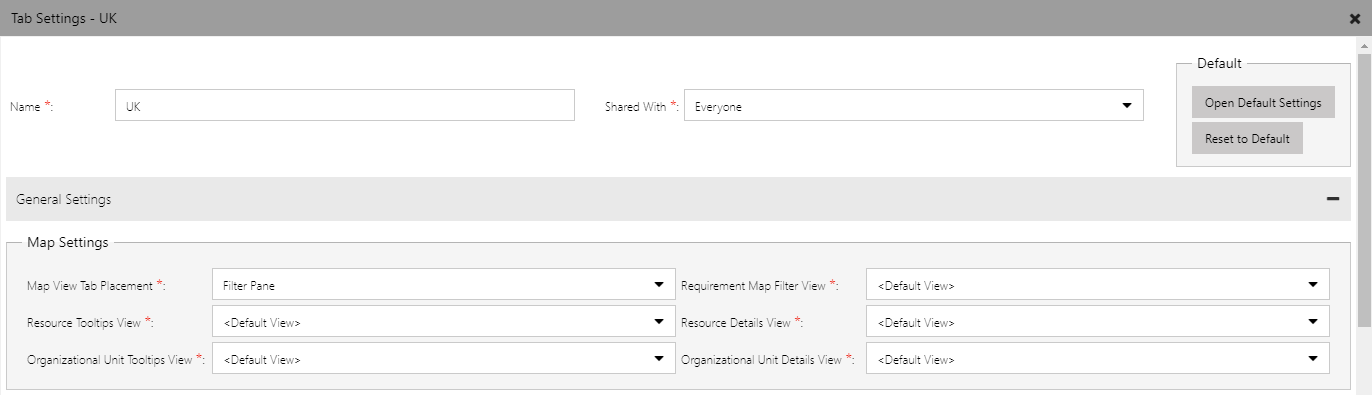 Tab Settings - UK
Default
Name *: UK Shared With *: Everyone
Open Default Settings
Reset to Default
General Settings
Map Settings
Map View Tab Placement *: Filter Pane Requirement Map Filter View *: <Default View>
Resource Tooltips View *: <Default View> Resource Details View *: <Default View>
Organizational Unit Tooltips View *: <Default View> Organizational Unit Details View *: <Default View>